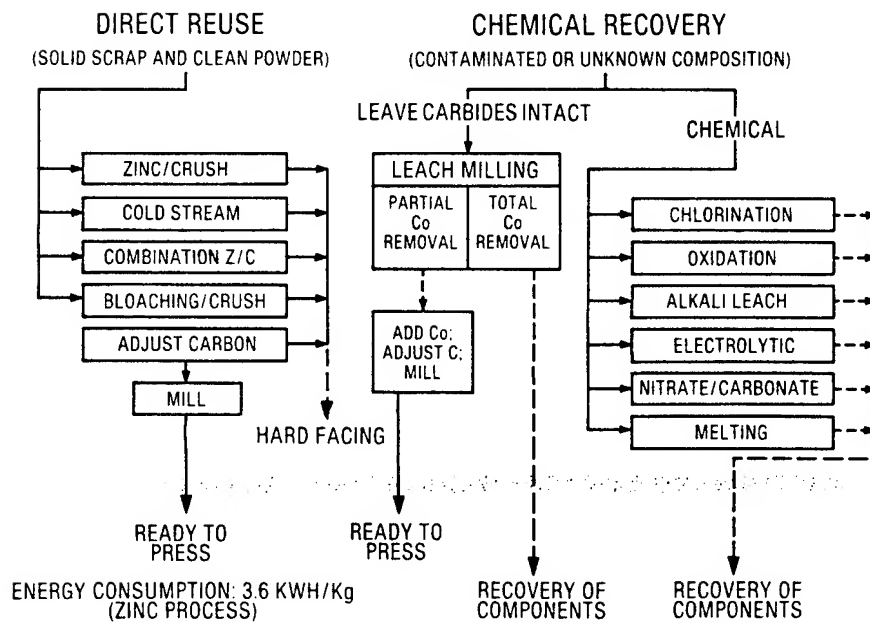 DIRECT REUSE
(SOLID SCRAP AND CLEAN POWDER)
ZINC/CRUSH
COLD STREAM
COMBINATION Z/C
BLOACHING/CRUSH
ADJUST CARBON
MILL
HARD FACING
READY TO
PRESS
ENERGY CONSUMPTION: 3.6 KWH/Kg
(ZINC PROCESS)
CHEMICAL RECOVERY
(CONTAMINATED OR UNKNOWN COMPOSITION)
LEAVE CARBIDES INTACT
LEACH MILLING
PARTIAL
Co
REMOVAL
TOTAL
Co
REMOVAL
ADD Co;
ADJUST C;
MILL
READY TO
PRESS
RECOVERY OF
COMPONENTS
CHEMICAL
CHLORINATION
OXIDATION
ALKALI LEACH
ELECTROLYTIC
NITRATE/CARBONATE
MELTING
RECOVERY OF
COMPONENTS